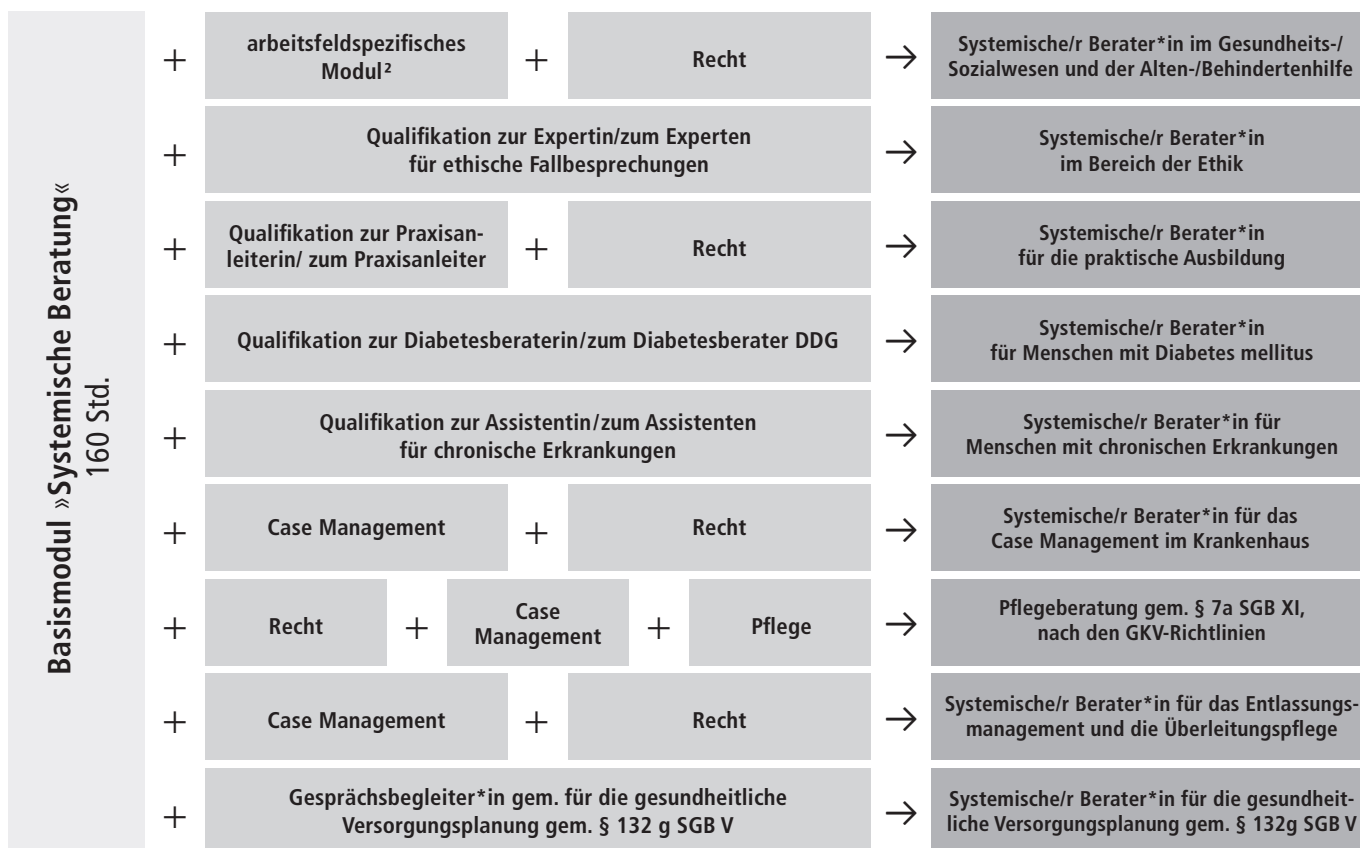 Basismodul »Systemische Beratung«
160 Std.
+ arbeitsfeldspezifisches
Modul² + Recht → Systemische/r Berater*in im Gesundheits-/
Sozialwesen und der Alten-/Behindertenhilfe
+ Qualifikation zur Expertin/zum Experten
für ethische Fallbesprechungen → Systemische/r Berater*in
im Bereich der Ethik
+ Qualifikation zur Praxisan-
leiterin/ zum Praxisanleiter + Recht → Systemische/r Berater*in
für die praktische Ausbildung
+ Qualifikation zur Diabetesberaterin/zum Diabetesberater DDG → Systemische/r Berater*in
für Menschen mit Diabetes mellitus
+ Qualifikation zur Assistentin/zum Assistenten
für chronische Erkrankungen → Systemische/r Berater*in für
Menschen mit chronischen Erkrankungen
+ Case Management + Recht → Systemische/r Berater*in für das
Case Management im Krankenhaus
+ Recht + Case
Management + Pflege → Pflegeberatung gem. § 7a SGB XI,
nach den GKV-Richtlinien
+ Case Management + Recht → Systemische/r Berater*in für das Entlassungs-
management und die Überleitungspflege
+ Gesprächsbegleiter*in gem. für die gesundheitliche
Versorgungsplanung gem. § 132 g SGB V → Systemische/r Berater*in für die gesundheit-
liche Versorgungsplanung gem. § 132g SGB V